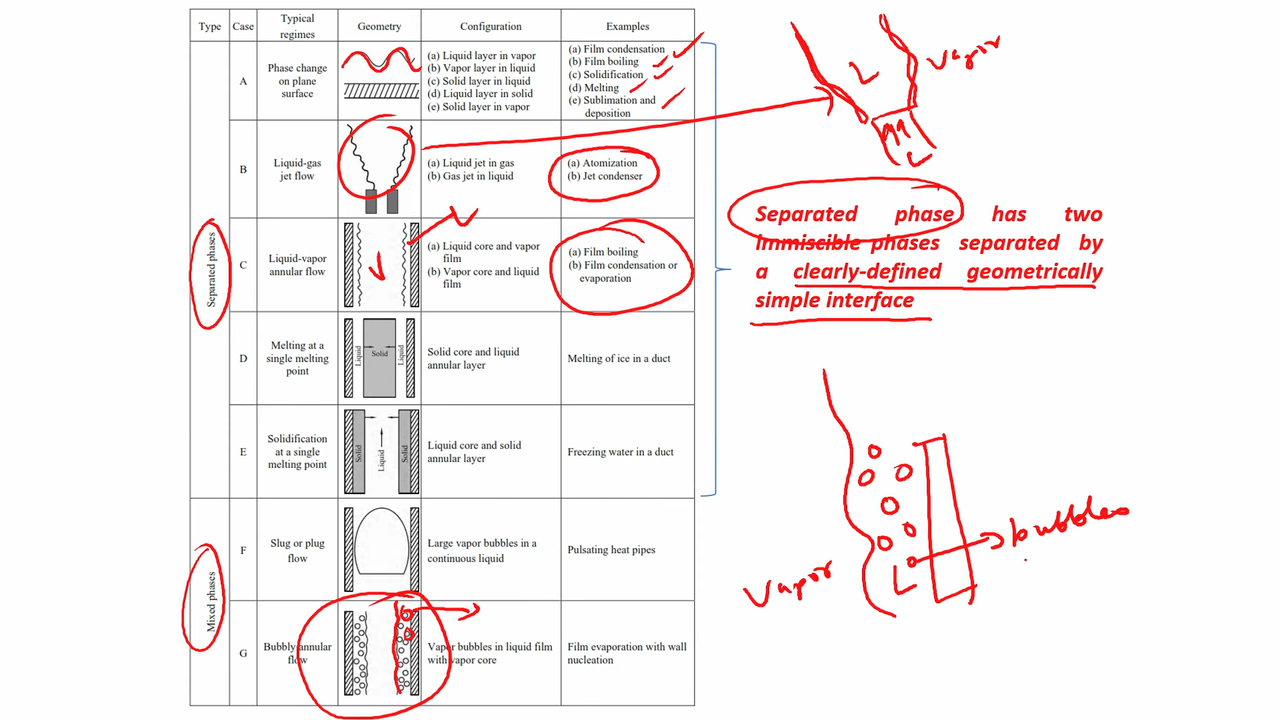 Type Case Typical regimes Geometry Configuration Examples
Separated phases
A
Phase change
on plane
surface
(a) Liquid layer in vapor
(b) Vapor layer in liquid
(c) Solid layer in liquid
(d) Liquid layer in solid
(e) Solid layer in vapor
(a) Film condensation
(b) Film boiling
(c) Solidification
(d) Melting
(e) Sublimation and
deposition
B
Liquid-gas
jet flow
(a) Liquid jet in gas
(b) Gas jet in liquid
(a) Atomization
(b) Jet condenser
C
Liquid-vapor
annular flow
(a) Liquid core and vapor
film
(b) Vapor core and liquid
film
(a) Film boiling
(b) Film condensation or
evaporation
D
Melting at a
single melting
point
Liquid
Solid
Liquid
Solid core and liquid
annular layer
Melting of ice in a duct
E
Solidification
at a single
melting point
Solid
Liquid
Solid
Liquid core and solid
annular layer
Freezing water in a duct
Mixed phases
F
Slug or plug
flow
Large vapor bubbles in a
continuous liquid
Pulsating heat pipes
G
Bubbly annular
flow
Vapor bubbles in liquid film
with vapor core
Film evaporation with wall
nucleation
L
Vapor
L
V
Separated phase has two
immiscible phases separated by
a clearly-defined geometrically
simple interface
bubbles
Vapor
L